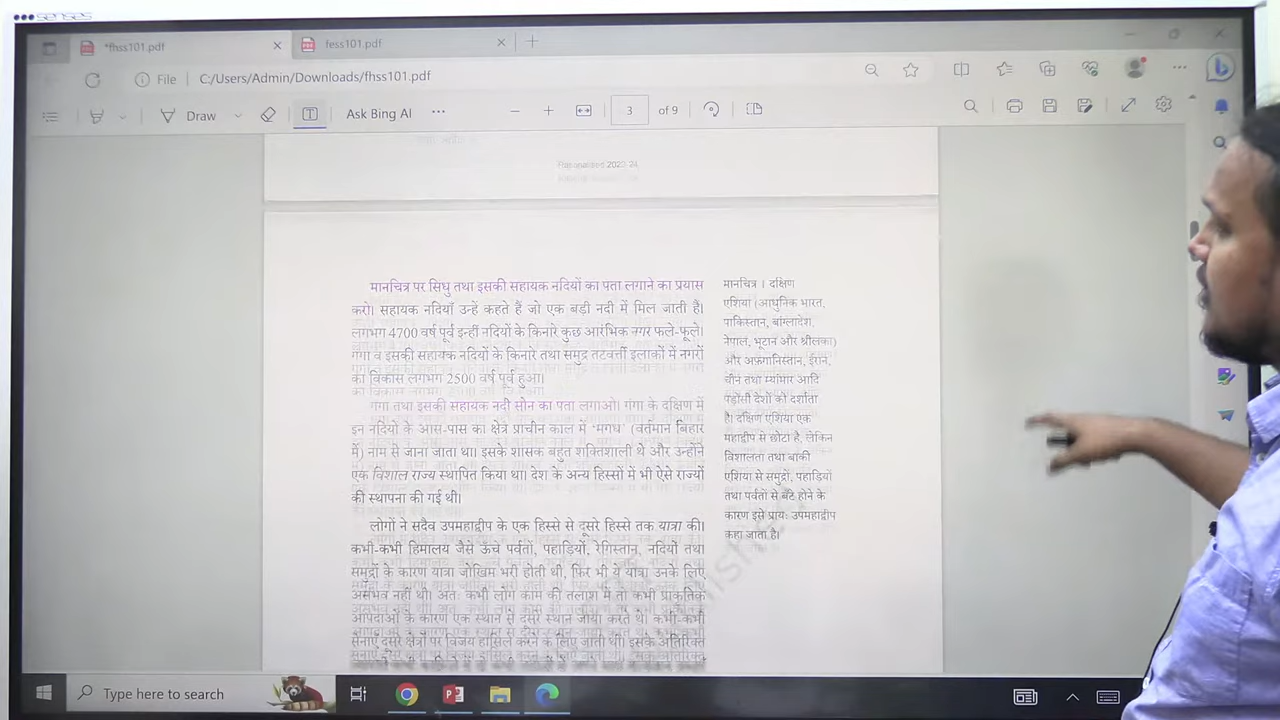 senses
*fhss101.pdf
fess101.pdf
File C:/Users/Admin/Downloads/fhss101.pdf
Draw Ask Bing AI 3 of 9
Rationalised 2023-24
मानचित्र पर सिंधु तथा इसकी सहायक नदियों का पता लगाने का प्रयास
करो। सहायक नदियाँ उन्हें कहते हैं जो एक बड़ी नदी में मिल जाती हैं।
लगभग 4700 वर्ष पूर्व इन्हीं नदियों के किनारे कुछ आरंभिक नगर फले-फूले।
गंगा व इसकी सहायक नदियों के किनारे तथा समुद्र तटवर्ती इलाकों में नगरों
का विकास लगभग 2500 वर्ष पूर्व हुआ।
गंगा तथा इसकी सहायक नदी सोन का पता लगाओ। गंगा के दक्षिण में
इन नदियों के आस-पास का क्षेत्र प्राचीन काल में 'मगध' (वर्तमान बिहार
में) नाम से जाना जाता था। इसके शासक बहुत शक्तिशाली थे और उन्होंने
एक विशाल राज्य स्थापित किया था। देश के अन्य हिस्सों में भी ऐसे राज्यों
की स्थापना की गई थी।
लोगों ने सदैव उपमहाद्वीप के एक हिस्से से दूसरे हिस्से तक यात्रा की।
कभी-कभी हिमालय जैसे ऊँचे पर्वतों, पहाड़ियों, रेगिस्तान, नदियों तथा
समुद्रों के कारण यात्रा जोखिम भरी होती थी, फिर भी ये यात्रा उनके लिए
असंभव नहीं थीं। अतः कभी लोग काम की तलाश में तो कभी प्राकृतिक
आपदाओं के कारण एक स्थान से दूसरे स्थान जाया करते थे। कभी-कभी
सेनाएँ दूसरे क्षेत्रों पर विजय हासिल करने के लिए जाती थीं। इसके अतिरिक्त
मानचित्र । दक्षिण
एशिया (आधुनिक भारत,
पाकिस्तान, बांग्लादेश,
नेपाल, भूटान और श्रीलंका)
और अफ़गानिस्तान, ईरान,
चीन तथा म्यांमार आदि
पड़ोसी देशों को दर्शाता
है। दक्षिण एशिया एक
महाद्वीप से छोटा है, लेकिन
विशालता तथा बाकी
एशिया से समुद्रों, पहाड़ियों
तथा पर्वतों से बँटे होने के
कारण इसे प्रायः उपमहाद्वीप
कहा जाता है।
Type here to search